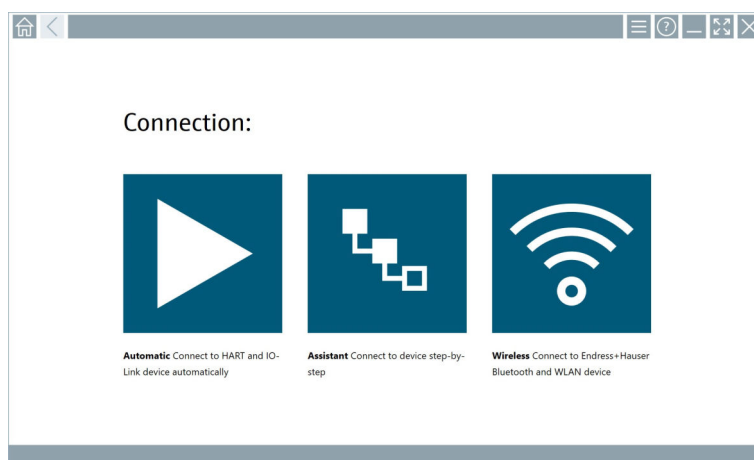 Connection:
Automatic Connect to HART and IO-
Link device automatically
Assistant Connect to device step-by-
step
Wireless Connect to Endress+Hauser
Bluetooth and WLAN device